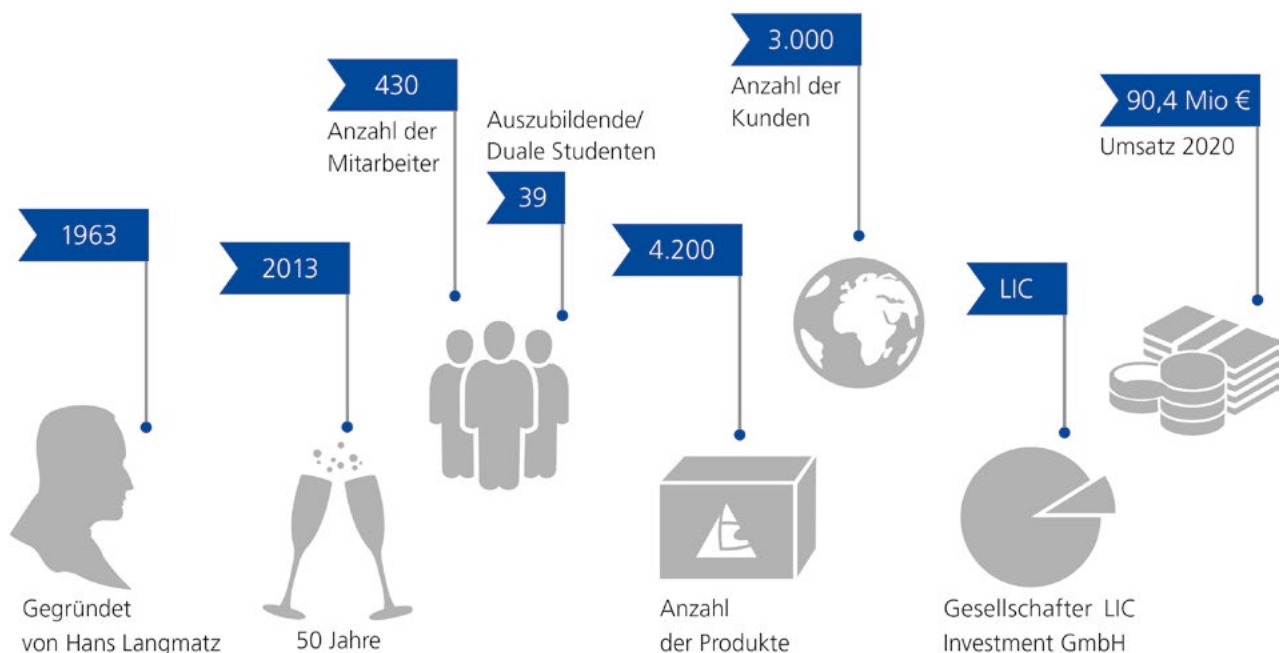 1963
Gegründet
von Hans Langmatz
2013
50 Jahre
430
Anzahl der
Mitarbeiter
Auszubildende/
Duale Studenten
39
4.200
Anzahl
der Produkte
3.000
Anzahl der
Kunden
LIC
Gesellschafter LIC
Investment GmbH
90,4 Mio €
Umsatz 2020